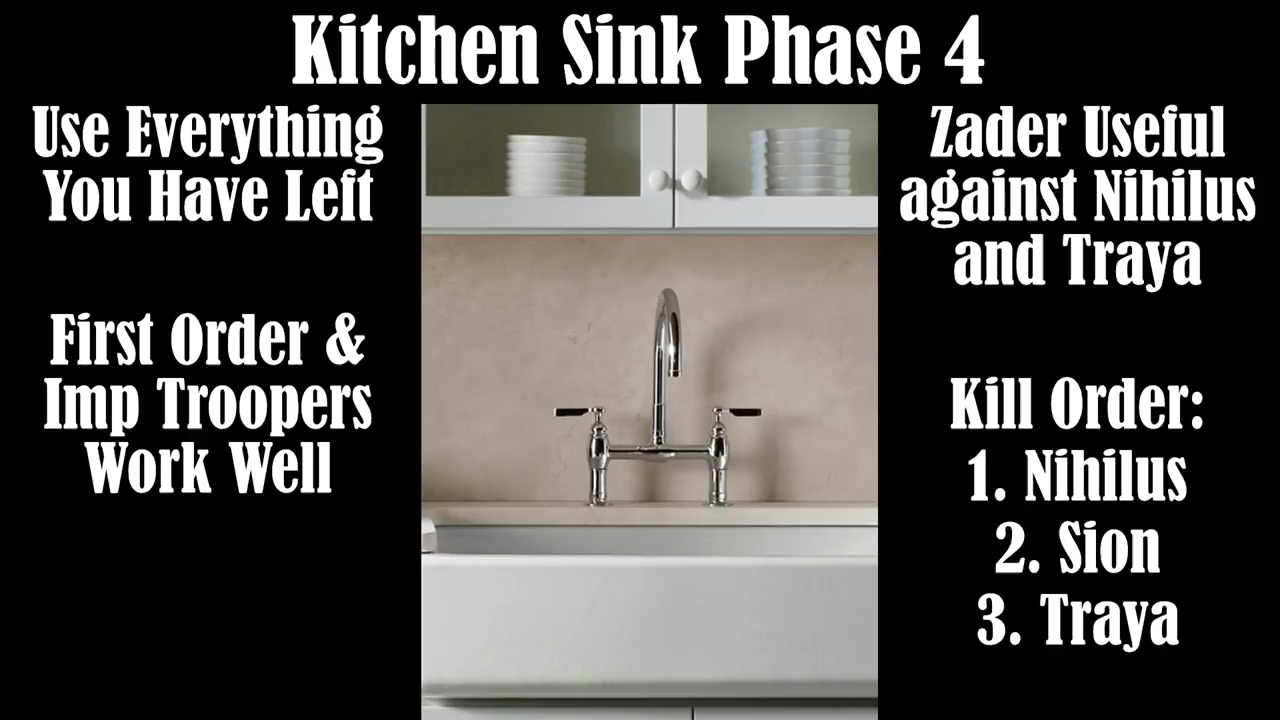 Kitchen Sink Phase 4
Use Everything
You Have Left
First Order &
Imp Troopers
Work Well
Zader Useful
against Nihilus
and Traya
Kill Order:
1. Nihilus
2. Sion
3. Traya